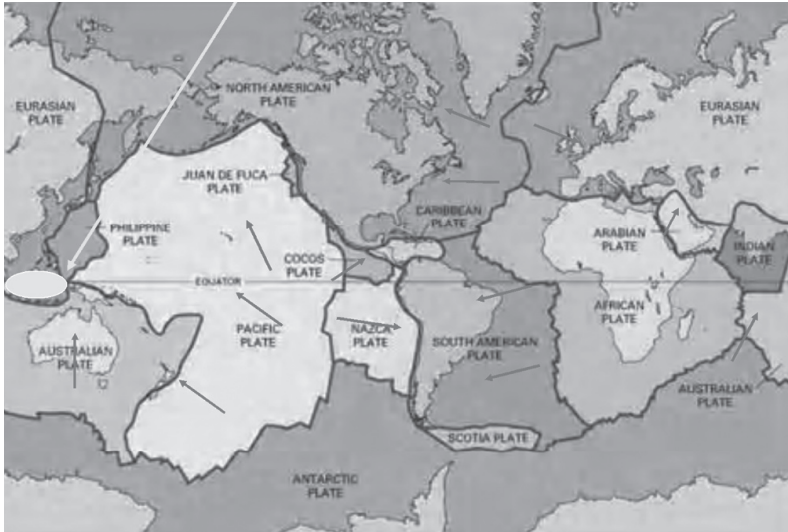 NORTH AMERICAN
PLATE
EURASIAN
PLATE
EURASIAN
PLATE
JUAN DE FUCA
PLATE
PHILIPPINE
PLATE
CARIBBEAN
PLATE
ARABIAN
PLATE
INDIAN
PLATE
COCOS
PLATE
EQUATOR
PACIFIC
PLATE
NAZCA
PLATE
SOUTH AMERICAN
PLATE
AFRICAN
PLATE
AUSTRALIAN
PLATE
AUSTRALIAN
PLATE
SCOTIA PLATE
ANTARCTIC
PLATE